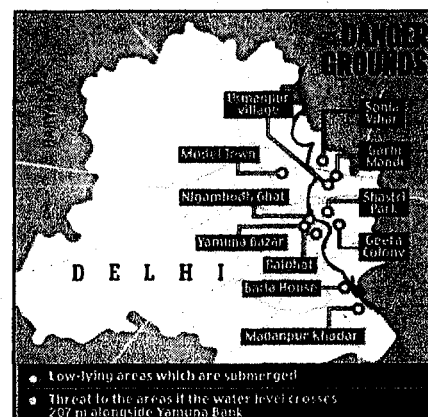 DANGER
GROUNDS
Usmanpur
village
Sonia
Vihar
Model Town
Garhi
Mandi
Nigambodh Ghat
Shastri
Park
Yamuna Bazar
Geeta
Colony
Rajghat
DELHI
Batla House
Madanpur Khadar
Low-lying areas which are submerged
Threat to the areas if the water level crosses
207 m alongside Yamuna Bank